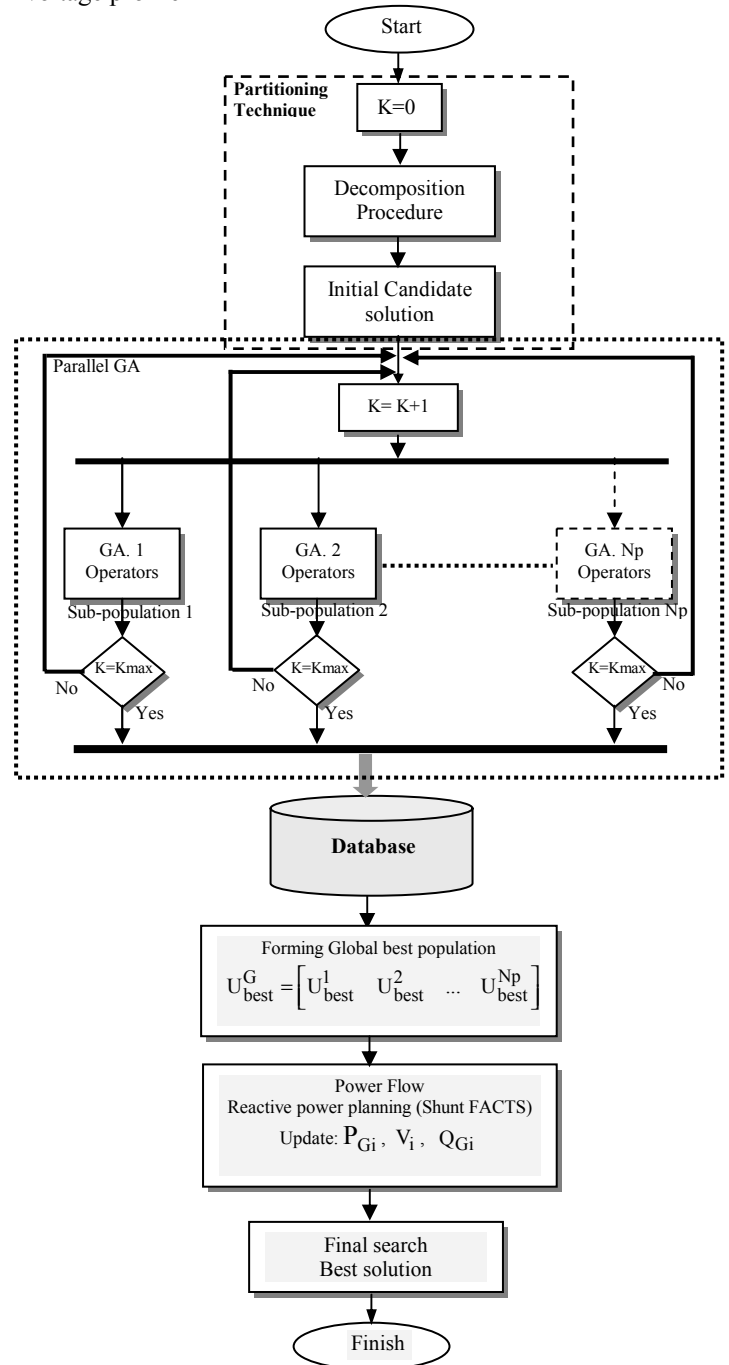 Start
Partitioning
Technique
K=0
Decomposition
Procedure
Initial Candidate
solution
Parallel GA
K= K+1
GA. 1
Operators
GA. 2
Operators
GA. Np
Operators
Sub-population 1
Sub-population 2
Sub-population Np
K=Kmax
K=Kmax
K=Kmax
No
No
No
Yes
Yes
Yes
Database
Forming Global best population
U^G_best = [U^1_best U^2_best ... U^Np_best]
Power Flow
Reactive power planning (Shunt FACTS)
Update: P_Gi , V_i , Q_Gi
Final search
Best solution
Finish